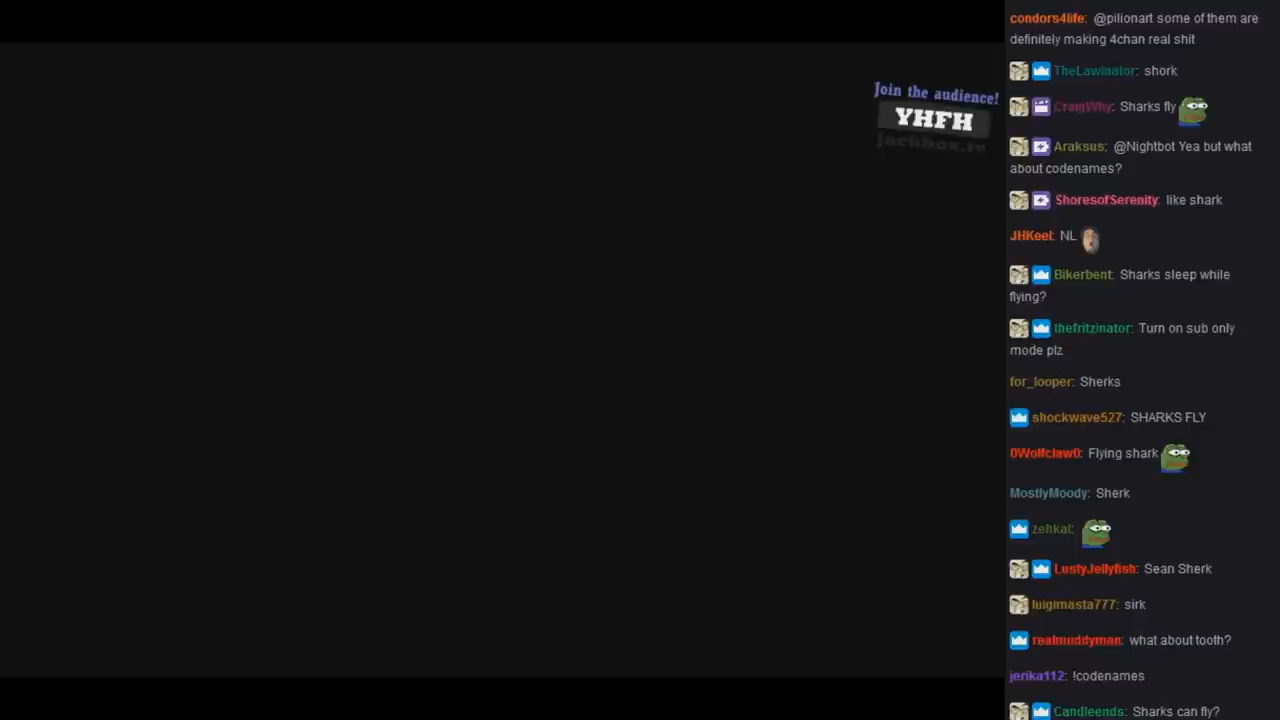 Join the audience!
YHFH
jackbox.tv
condors4life: @pilionart some of them are
definitely making 4chan real shit
TheLawinator: shork
CraigWhy: Sharks fly
Araksus: @Nightbot Yea but what
about codenames?
ShoresofSerenity: like shark
JHKeel: NL
Bikerbent: Sharks sleep while
flying?
thefritzinator: Turn on sub only
mode plz
for_looper: Sherks
shockwave527: SHARKS FLY
0Wolfclaw0: Flying shark
MostlyMoody: Sherk
zehkal:
LustyJellyfish: Sean Sherk
luigimasta777: sirk
realmuddyman: what about tooth?
jerika112: !codenames
Candleends: Sharks can fly?